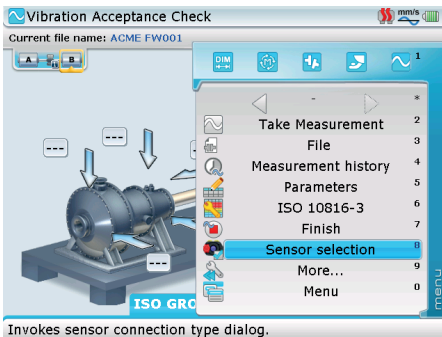 Vibration Acceptance Check
mm/s
Current file name: ACME FW001
A
B
DIM
M
1
- *
Take Measurement 2
File 3
Measurement history 4
Parameters 5
ISO 10816-3 6
Finish 7
Sensor selection 8
More... 9
Menu 0
---
---
---
ISO GRO
menu
Invokes sensor connection type dialog.